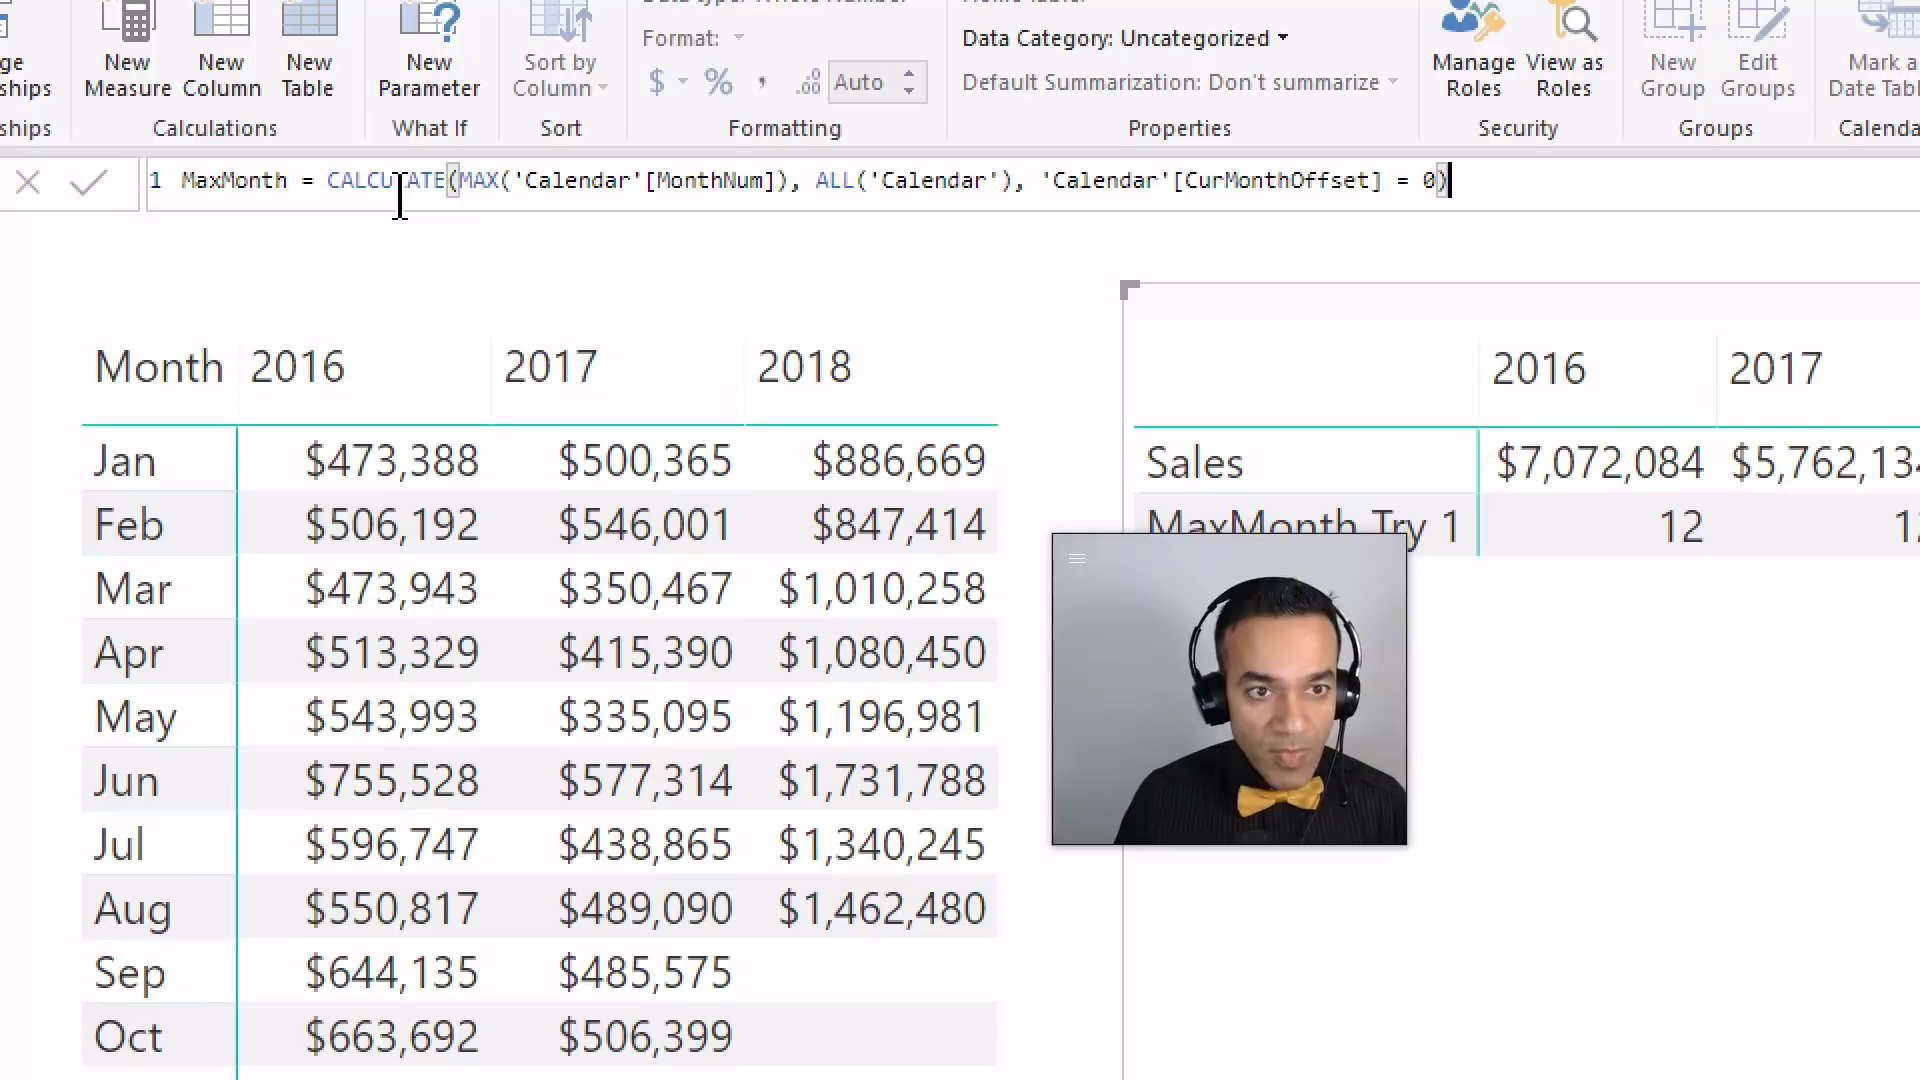 Format:
Data Category: Uncategorized
$ % , .00 Auto
Default Summarization: Don't summarize
New Measure
New Column
New Table
New Parameter
Sort by Column
Manage Roles
View as Roles
New Group
Edit Groups
Mark a
Date
ships
ships
Calculations
What If
Sort
Formatting
Properties
Security
Groups
1 MaxMonth = CALCULATE(MAX('Calendar'[MonthNum]), ALL('Calendar'), 'Calendar'[CurMonthOffset] = 0)
Month 2016 2017 2018
Jan $473,388 $500,365 $886,669
Feb $506,192 $546,001 $847,414
Mar $473,943 $350,467 $1,010,258
Apr $513,329 $415,390 $1,080,450
May $543,993 $335,095 $1,196,981
Jun $755,528 $577,314 $1,731,788
Jul $596,747 $438,865 $1,340,245
Aug $550,817 $489,090 $1,462,480
Sep $644,135 $485,575
Oct $663,692 $506,399
2016 2017
Sales $7,072,084 $5,762,134
MaxMonth Try 1 12